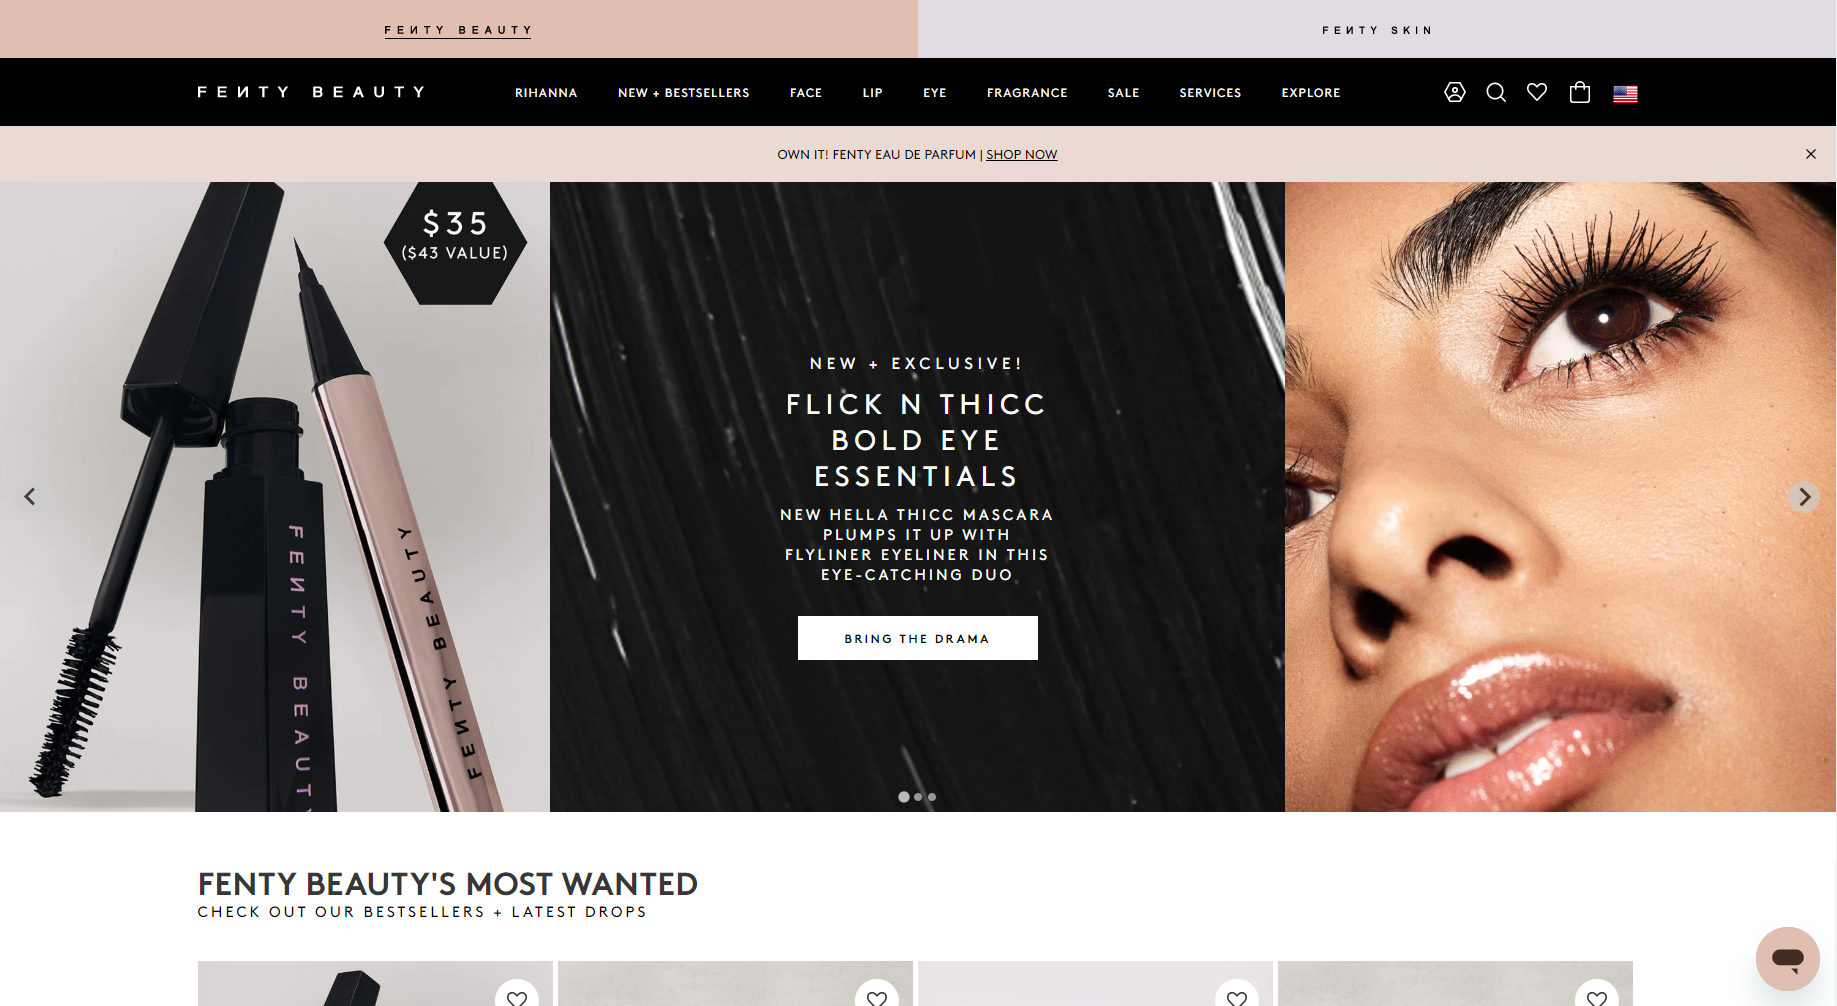 FENTY BEAUTY
FENTY SKIN
FENTY BEAUTY
RIHANNA
NEW + BESTSELLERS
FACE
LIP
EYE
FRAGRANCE
SALE
SERVICES
EXPLORE
OWN IT! FENTY EAU DE PARFUM | SHOP NOW
$35
($43 VALUE)
FENTY BEAUTY
FENTY BEAUTY
NEW + EXCLUSIVE!
FLICK N THICC
BOLD EYE
ESSENTIALS
NEW HELLA THICC MASCARA
PLUMPS IT UP WITH
FLYLINER EYELINER IN THIS
EYE-CATCHING DUO
BRING THE DRAMA
FENTY BEAUTY'S MOST WANTED
CHECK OUT OUR BESTSELLERS + LATEST DROPS